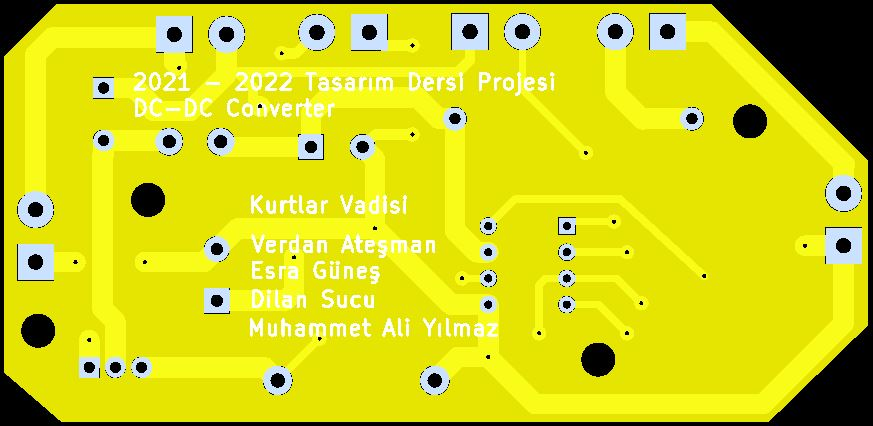 2021 - 2022 Tasarım Dersi Projesi
DC-DC Converter
Kurtlar Vadisi
Verdan Ateşman
Esra Güneş
Dilan Sucu
Muhammet Ali Yılmaz